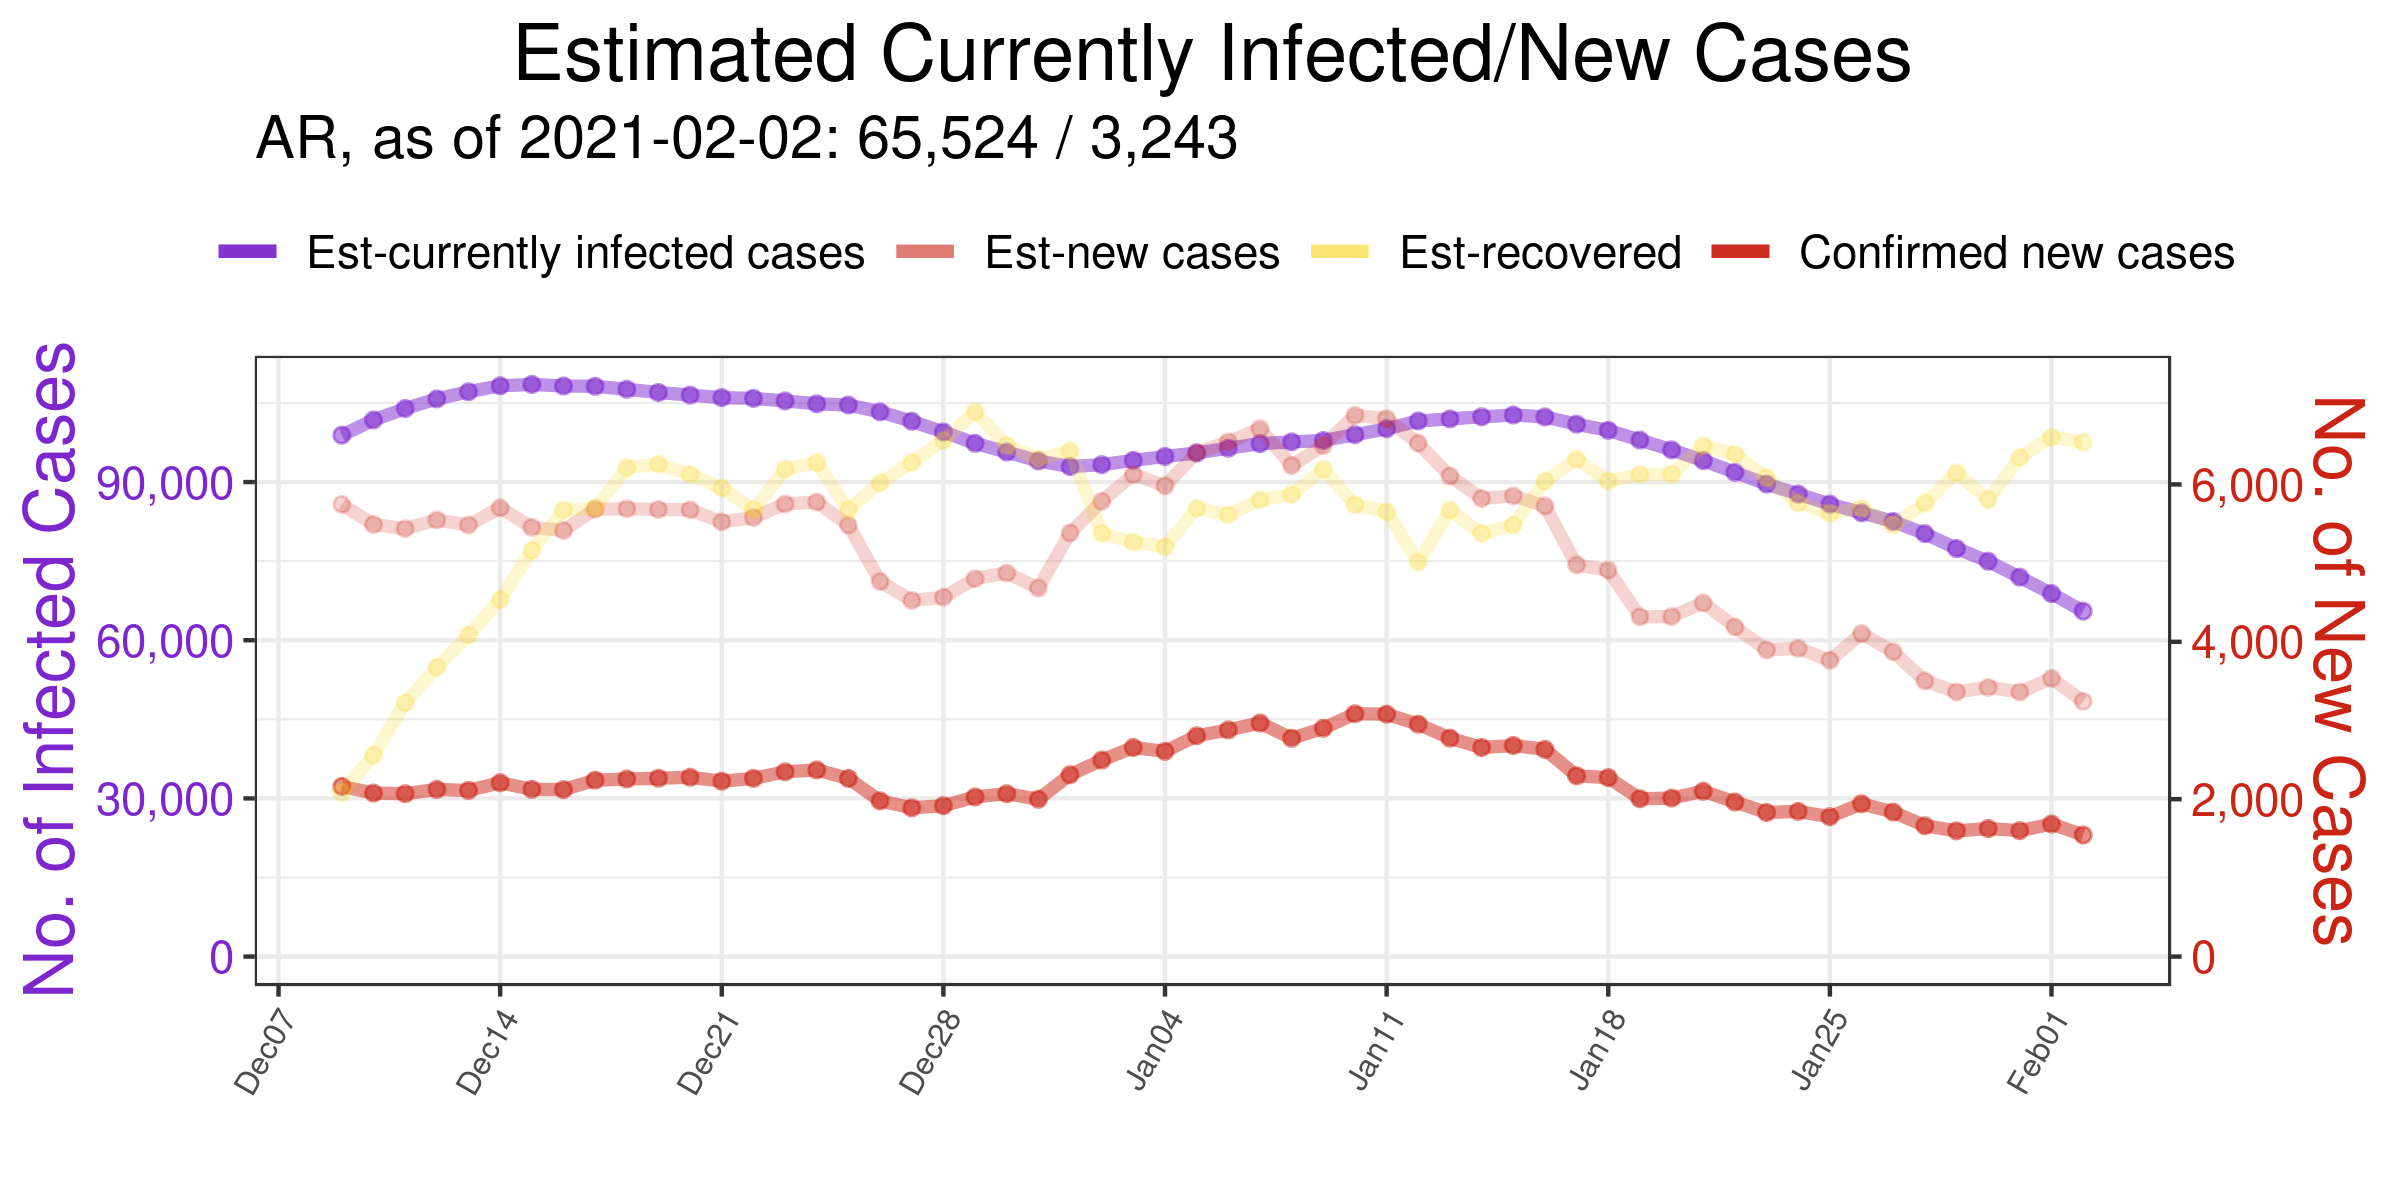 Estimated Currently Infected/New Cases
AR, as of 2021-02-02: 65,524 / 3,243
Est-currently infected cases Est-new cases Est-recovered Confirmed new cases
No. of Infected Cases
90,000
60,000
30,000
0
6,000
4,000
2,000
0
No. of New Cases
Dec07 Dec14 Dec21 Dec28 Jan04 Jan11 Jan18 Jan25 Feb01